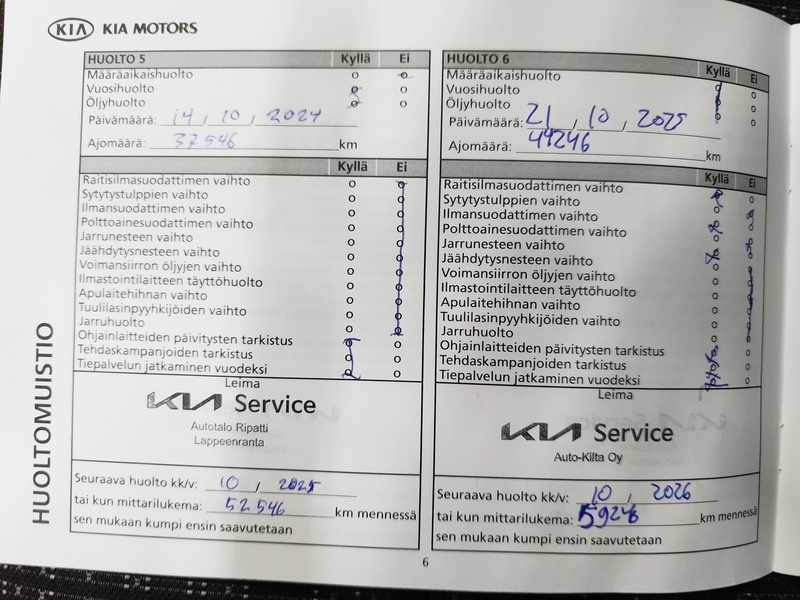 KIA KIA MOTORS
HUOLTOMUISTIO
HUOLTO 5 Kyllä Ei
Määräaikaishuolto
Vuosihuolto
Öljyhuolto
Päivämäärä: 14, 10, 2024
Ajomäärä: 37546 km
Kyllä Ei
Raitisilmasuodattimen vaihto
Sytytystulppien vaihto
Ilmansuodattimen vaihto
Polttoainesuodattimen vaihto
Jarrunesteen vaihto
Jäähdytysnesteen vaihto
Voimansiirron öljyjen vaihto
Ilmastointilaitteen täyttöhuolto
Apulaitehihnan vaihto
Tuulilasinpyyhkijöiden vaihto
Jarruhuolto
Ohjainlaitteiden päivitysten tarkistus
Tehdaskampanjoiden tarkistus
Tiepalvelun jatkaminen vuodeksi
Leima
KIA Service
Autotalo Ripatti
Lappeenranta
Seuraava huolto kk/v: 10, 2025
tai kun mittarilukema: 52546 km mennessä
sen mukaan kumpi ensin saavutetaan
HUOLTO 6 Kyllä Ei
Määräaikaishuolto
Vuosihuolto
Öljyhuolto
Päivämäärä: 21, 10, 2025
Ajomäärä: 44246 km
Kyllä Ei
Raitisilmasuodattimen vaihto
Sytytystulppien vaihto
Ilmansuodattimen vaihto
Polttoainesuodattimen vaihto
Jarrunesteen vaihto
Jäähdytysnesteen vaihto
Voimansiirron öljyjen vaihto
Ilmastointilaitteen täyttöhuolto
Apulaitehihnan vaihto
Tuulilasinpyyhkijöiden vaihto
Jarruhuolto
Ohjainlaitteiden päivitysten tarkistus
Tehdaskampanjoiden tarkistus
Tiepalvelun jatkaminen vuodeksi
Leima
KIA Service
Auto-Kilta Oy
Seuraava huolto kk/v: 10, 2026
tai kun mittarilukema: 59246 km mennessä
sen mukaan kumpi ensin saavutetaan
6